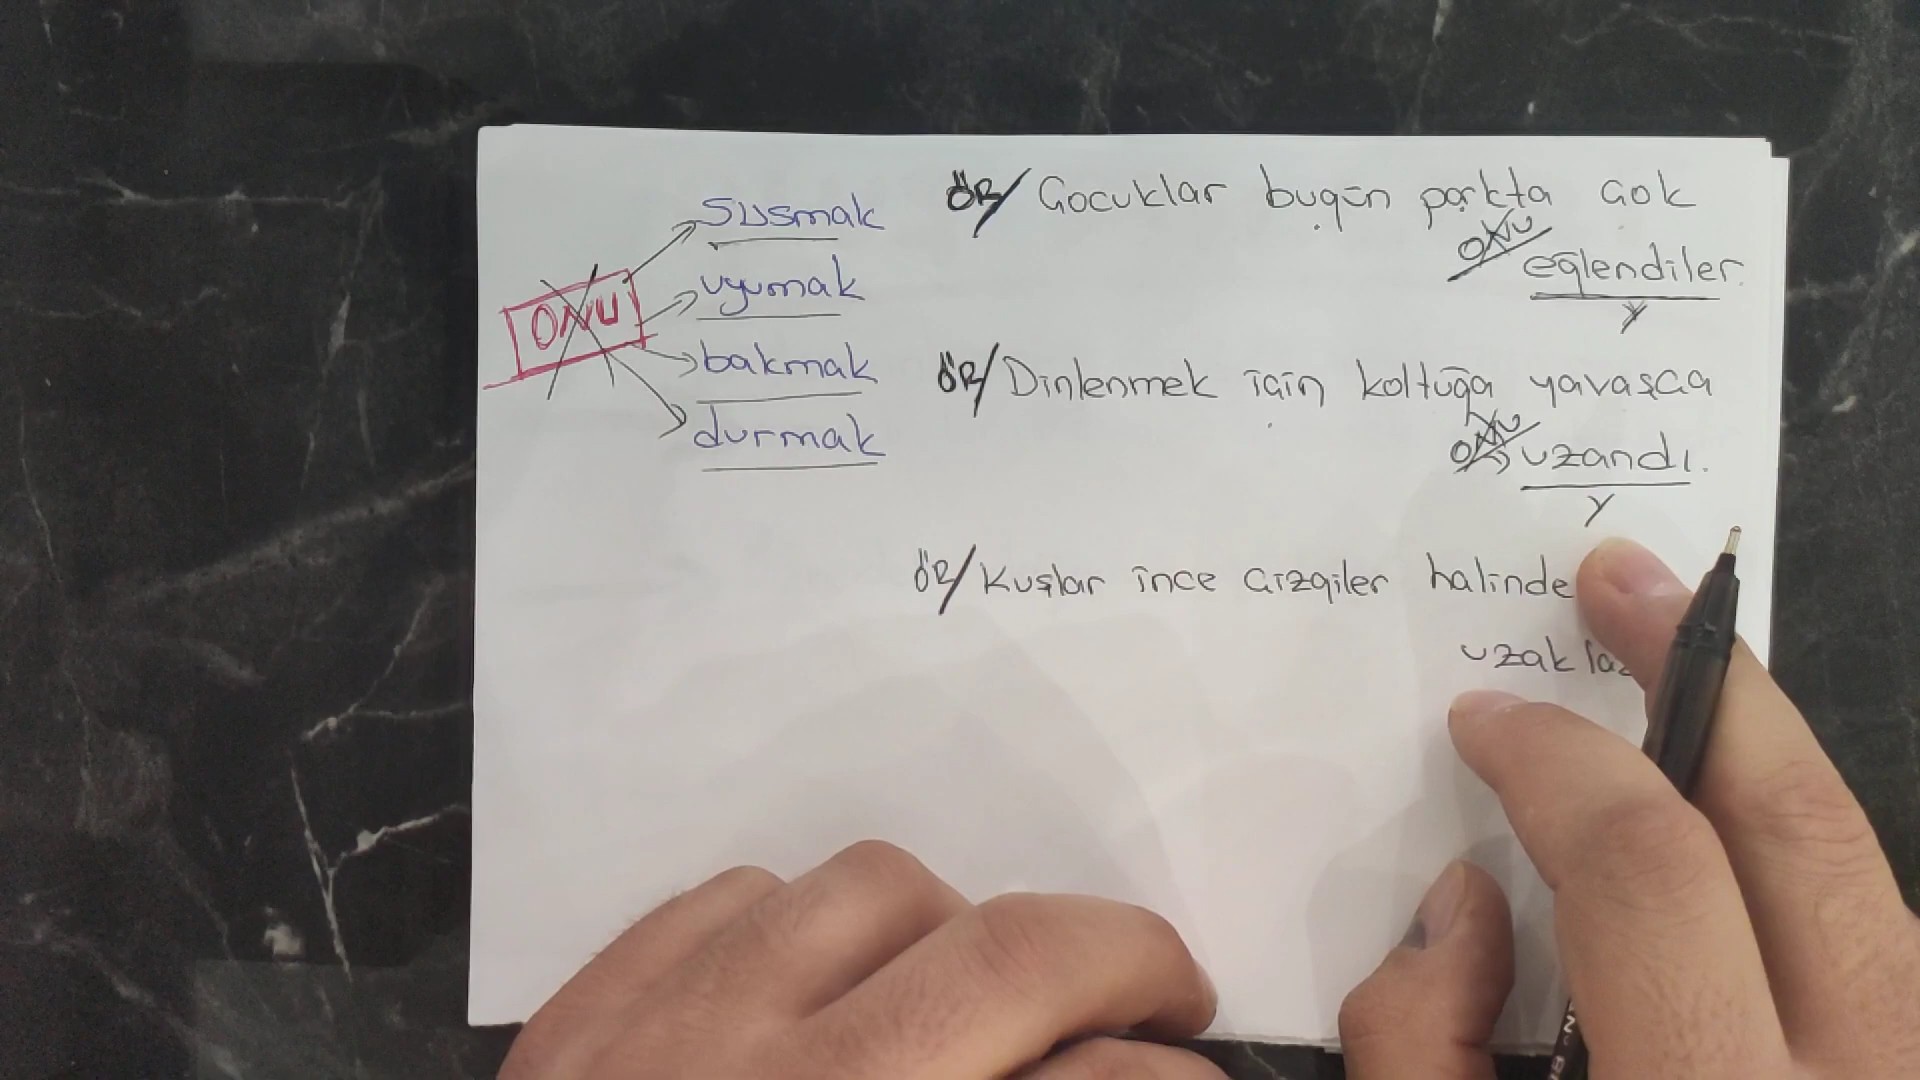 ONU
susmak
uyumak
bakmak
durmak
ÖR/ Çocuklar bugün parkta çok
ONU
eğlendiler.
Y
ÖR/ Dinlenmek için koltuğa yavaşça
ONU
uzandı.
Y
ÖR/ Kuşlar ince çizgiler halinde